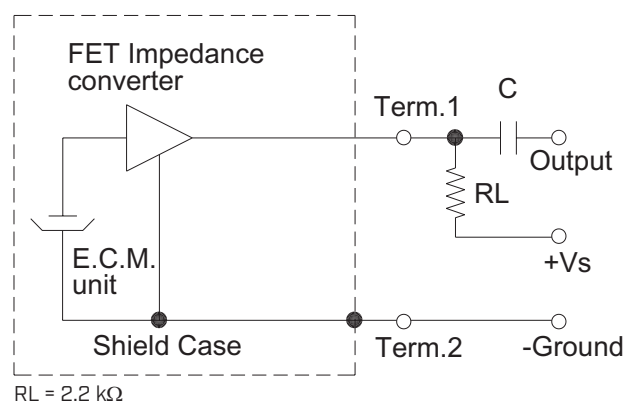 FET Impedance
converter
Term.1
C
Output
RL
+Vs
E.C.M.
unit
Shield Case
Term.2
-Ground
RL = 2.2 kΩ